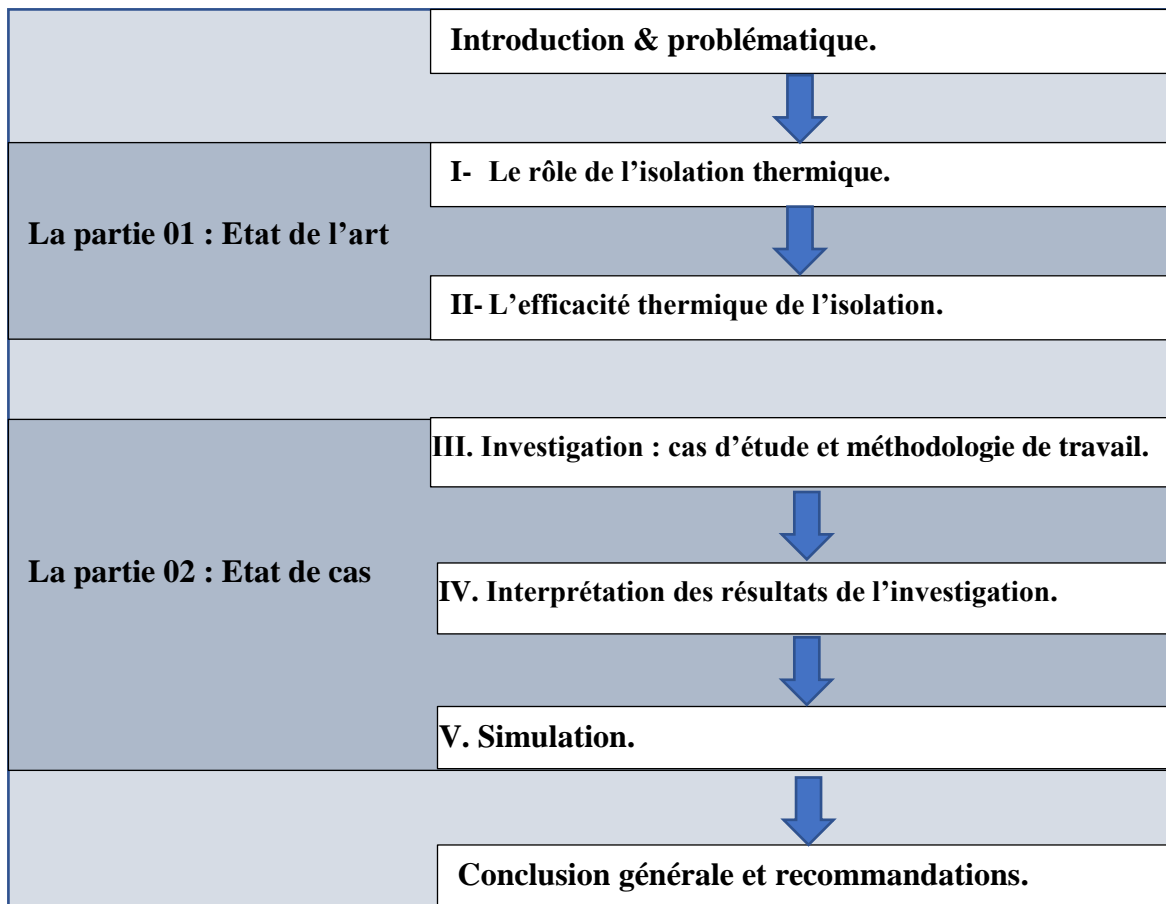 Introduction & problématique.
I- Le rôle de l’isolation thermique.
La partie 01 : Etat de l’art
II- L’efficacité thermique de l’isolation.
III. Investigation : cas d’étude et méthodologie de travail.
La partie 02 : Etat de cas
IV. Interprétation des résultats de l’investigation.
V. Simulation.
Conclusion générale et recommandations.